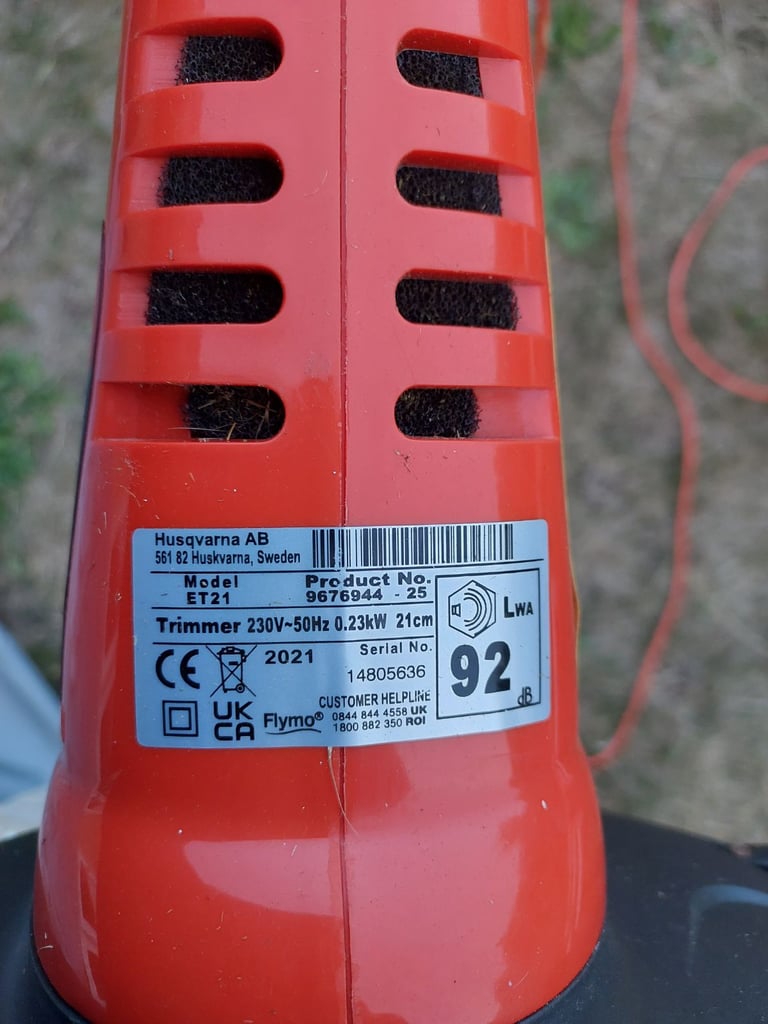 Husqvarna AB
561 82 Huskvarna, Sweden
Model
ET21
Product No.
9676944 - 25
Trimmer 230V~50Hz 0.23kW 21cm
LWA
92
dB
CE
2021
Serial No.
14805636
UK
CA
Flymo®
CUSTOMER HELPLINE
0844 844 4558 UK
1800 882 350 ROI